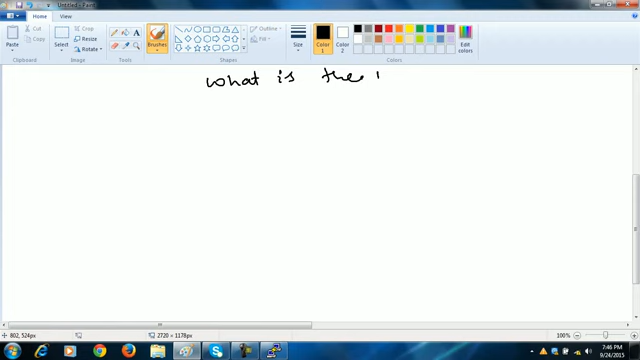 Untitled - Paint
Home
View
Paste
Cut
Copy
Clipboard
Select
Crop
Resize
Rotate
Image
Tools
Brushes
Shapes
Outline
Fill
Size
Color 1
Color 2
Colors
Edit colors
what is the
802, 524px
2720 × 1178px
100%
7:46 PM
9/24/2015